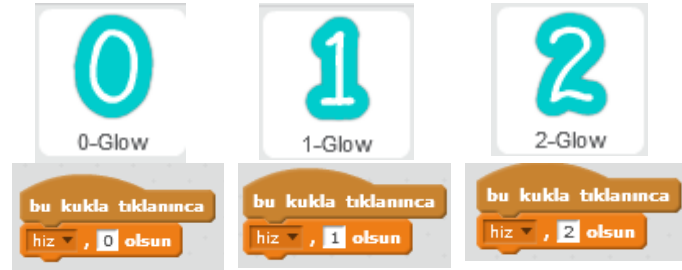 0
0-Glow
bu kukla tıklanınca
hiz ▾ , 0 olsun
1
1-Glow
bu kukla tıklanınca
hiz ▾ , 1 olsun
2
2-Glow
bu kukla tıklanınca
hiz ▾ , 2 olsun